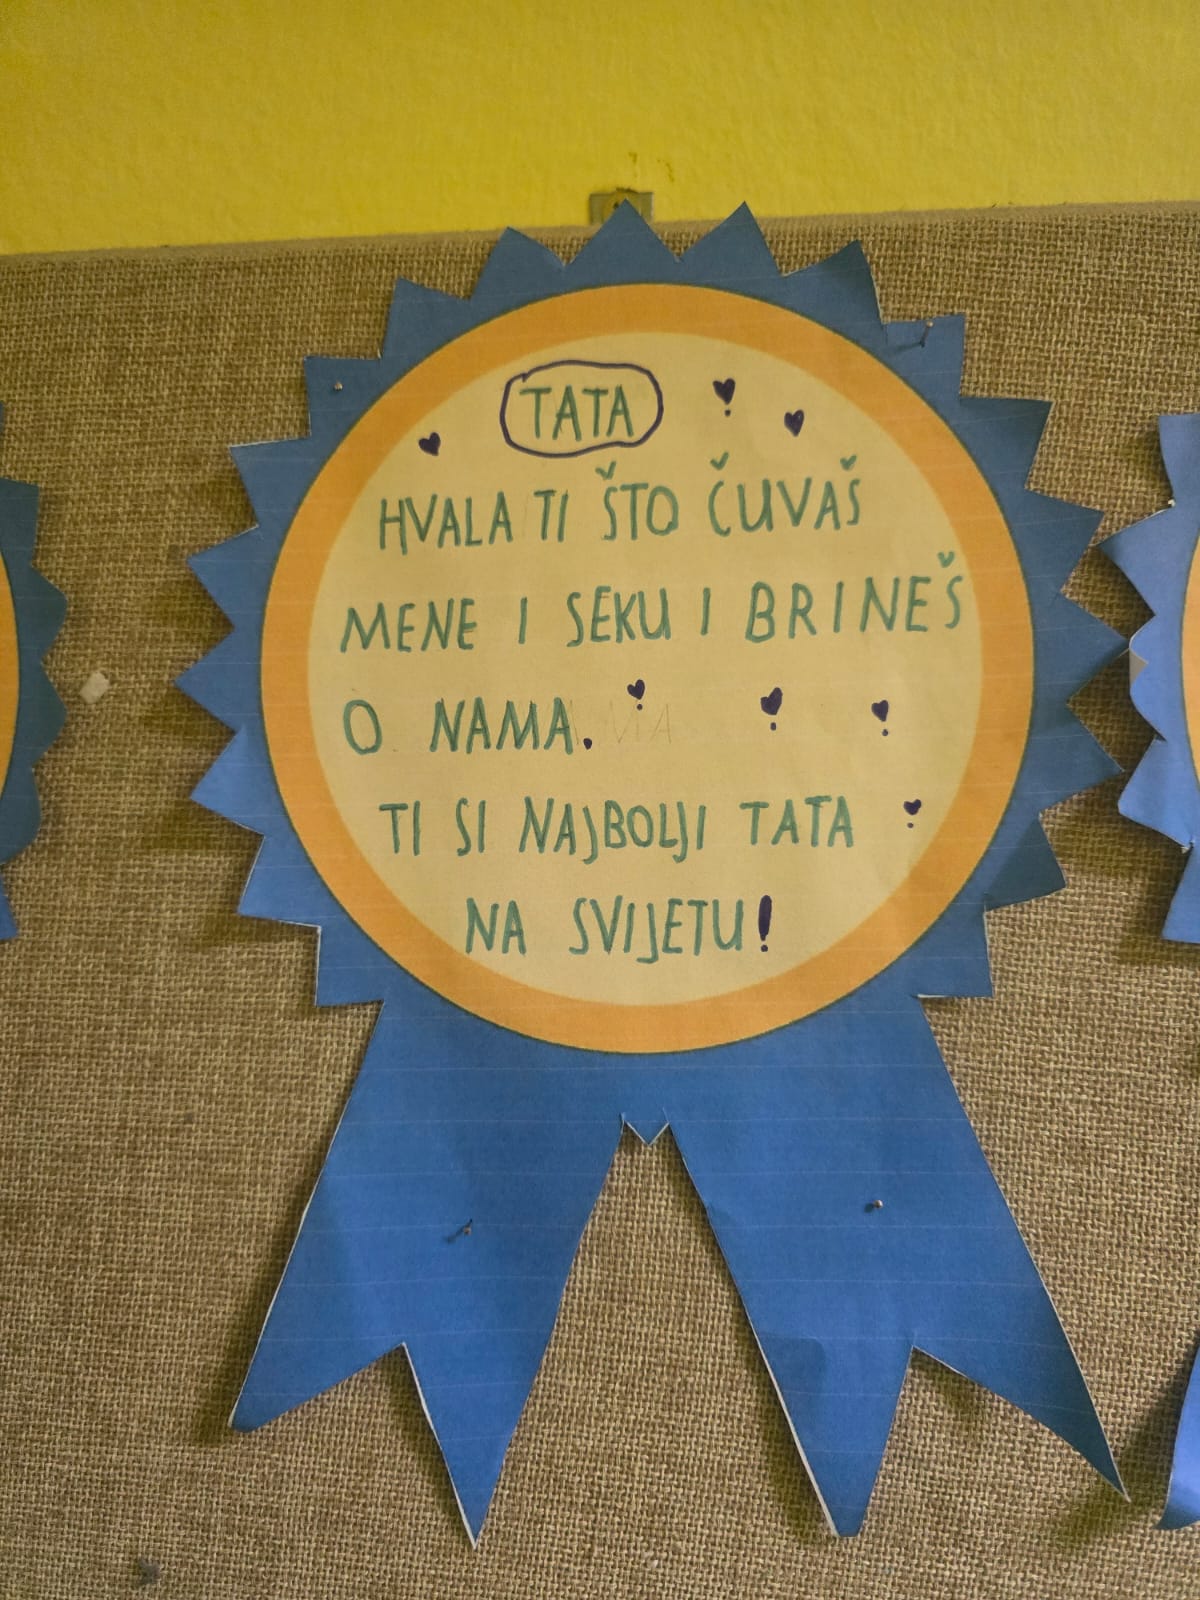 TATA
HVALA TI ŠTO ČUVAŠ
MENE I SEKU I BRINEŠ
O NAMA.
TI SI NAJBOLJI TATA
NA SVIJETU!